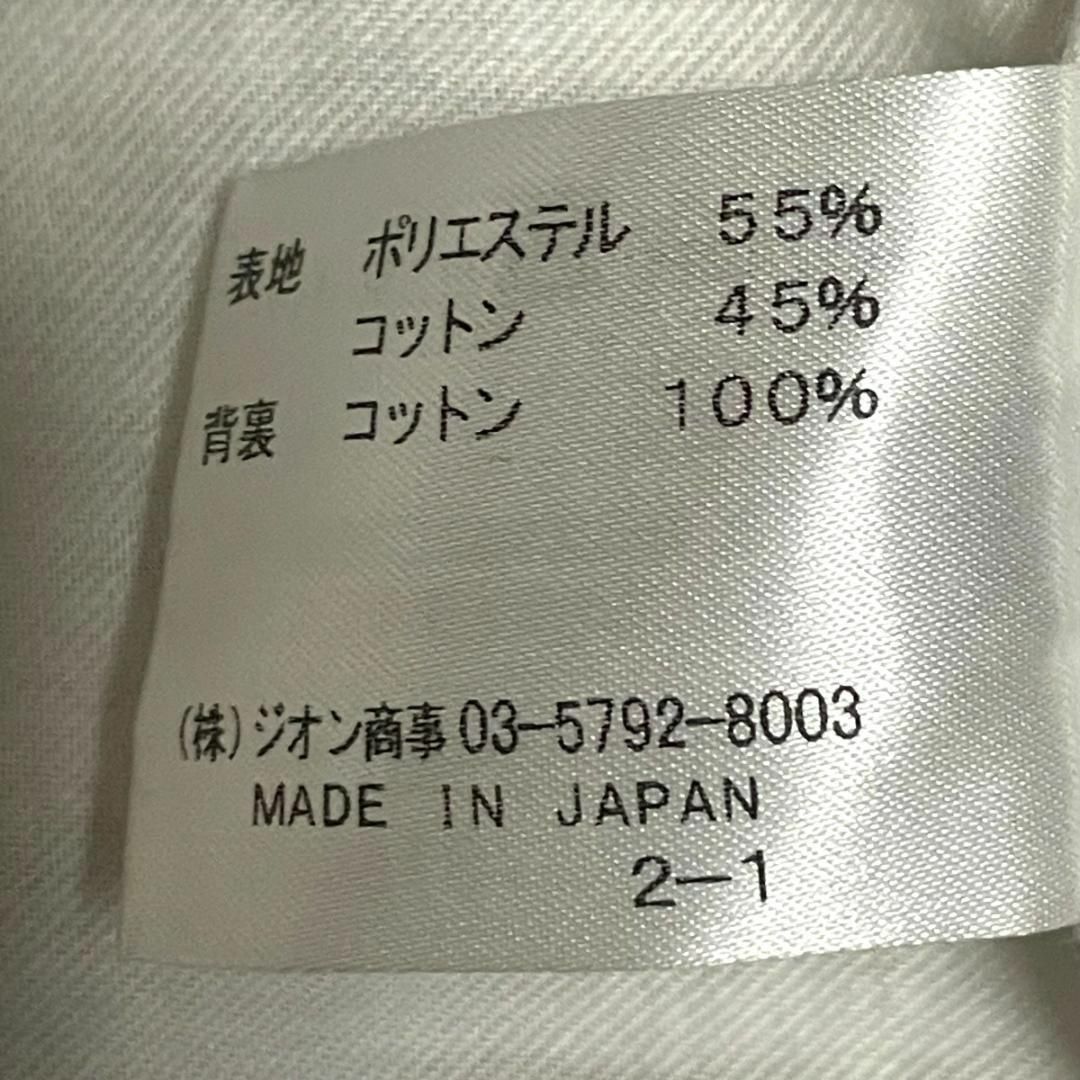 表地 ポリエステル 55%
コットン 45%
背裏 コットン 100%
(株)ジオン商事03-5792-8003
MADE IN JAPAN
2-1